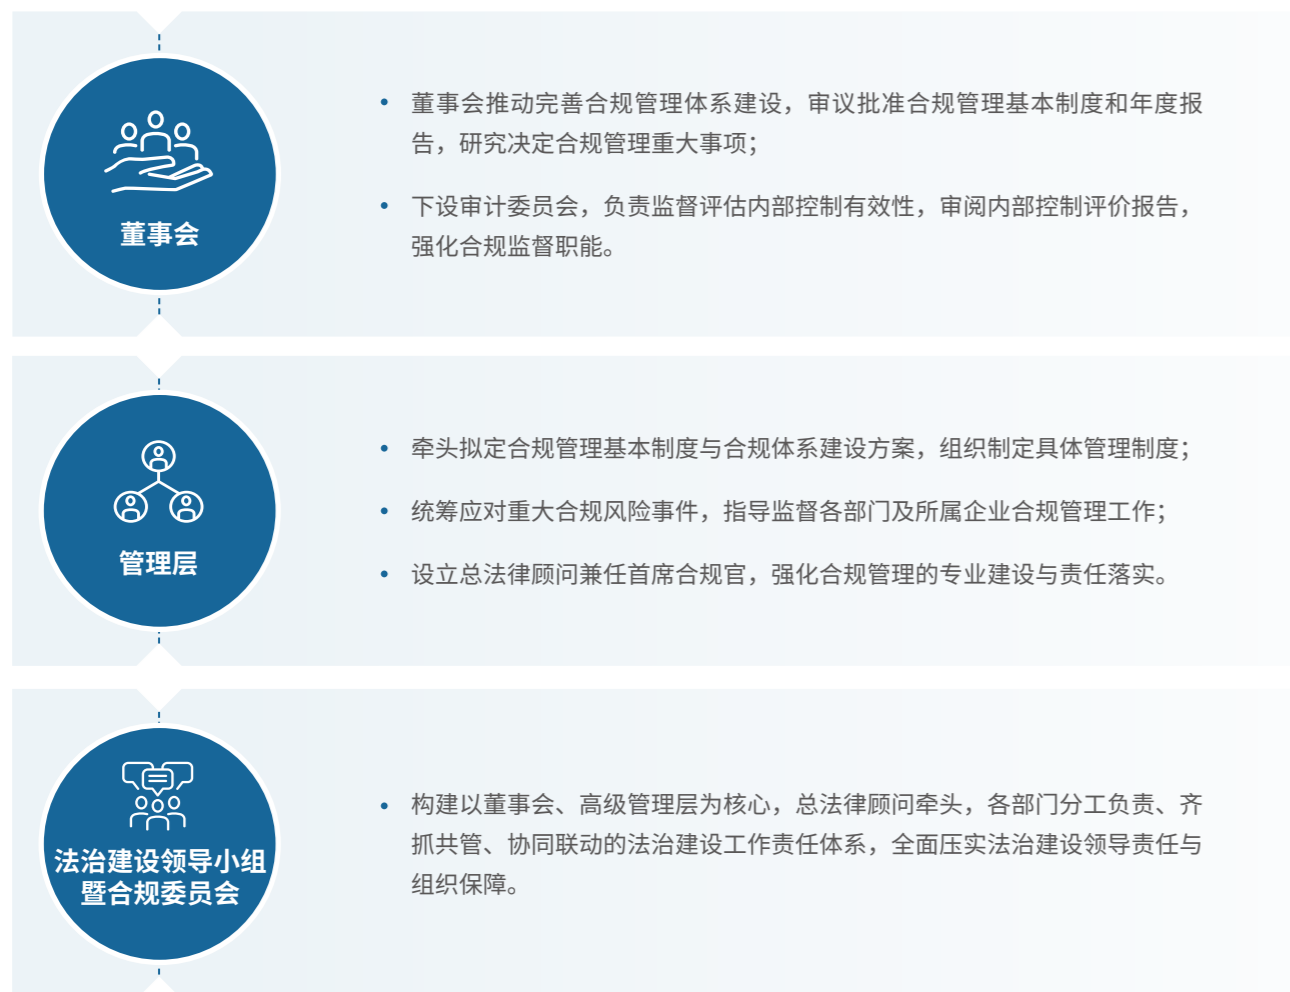 董事会
董事会推动完善合规管理体系建设，审议批准合规管理基本制度和年度报
告，研究决定合规管理重大事项；
下设审计委员会，负责监督评估内部控制有效性，审阅内部控制评价报告，
强化合规监督职能。
管理层
牵头拟定合规管理基本制度与合规体系建设方案，组织制定具体管理制度；
统筹应对重大合规风险事件，指导监督各部门及所属企业合规管理工作；
设立总法律顾问兼任首席合规官，强化合规管理的专业建设与责任落实。
法治建设领导小组
暨合规委员会
构建以董事会、高级管理层为核心，总法律顾问牵头，各部门分工负责、齐
抓共管、协同联动的法治建设工作责任体系，全面压实法治建设领导责任与
组织保障。